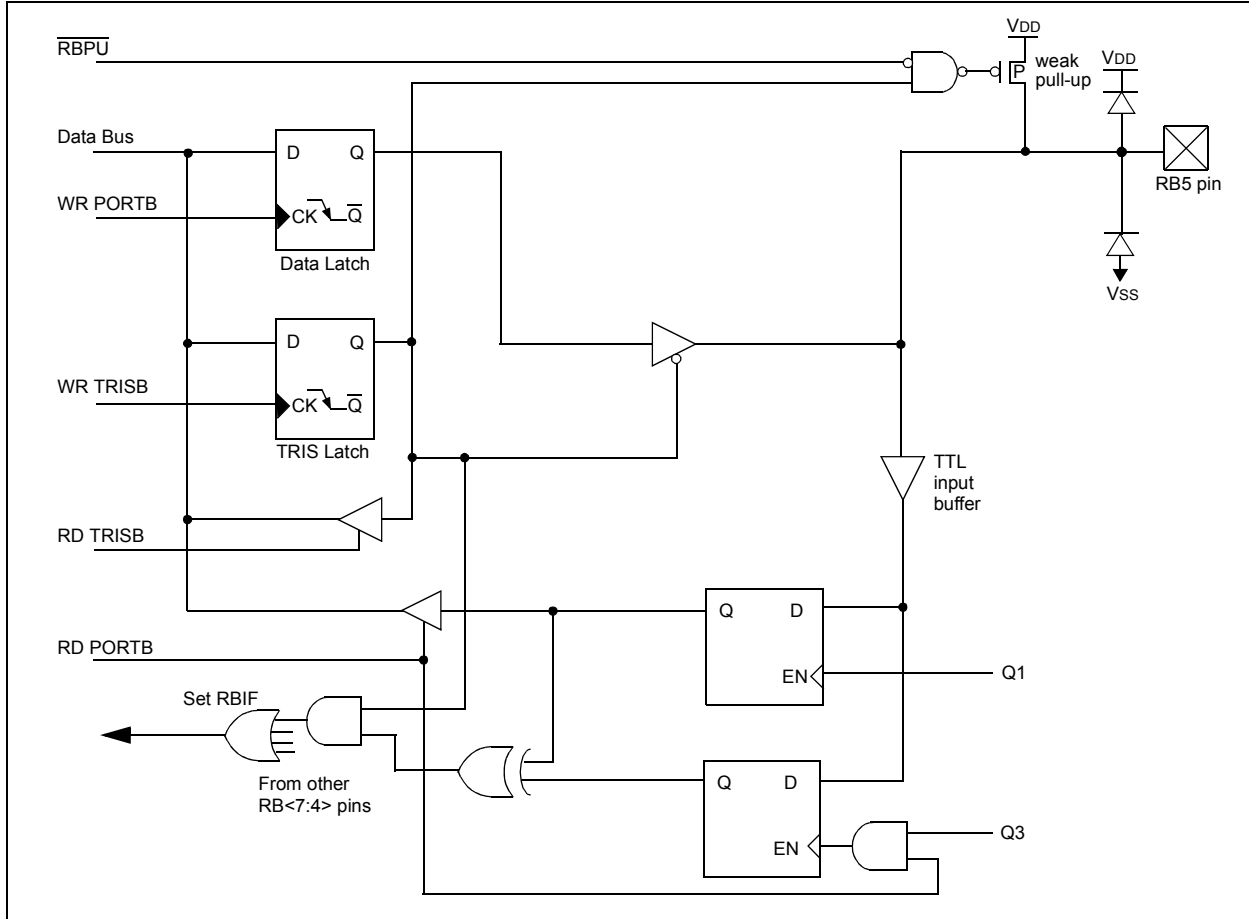 RBPU
VDD
P
weak
pull-up
VDD
Data Bus
D Q
RB5 pin
WR PORTB
CK Q
Data Latch
VSS
D Q
WR TRISB
CK Q
TRIS Latch
TTL
input
buffer
RD TRISB
Q D
RD PORTB
EN
Q1
Set RBIF
From other
RB<7:4> pins
Q D
EN
Q3